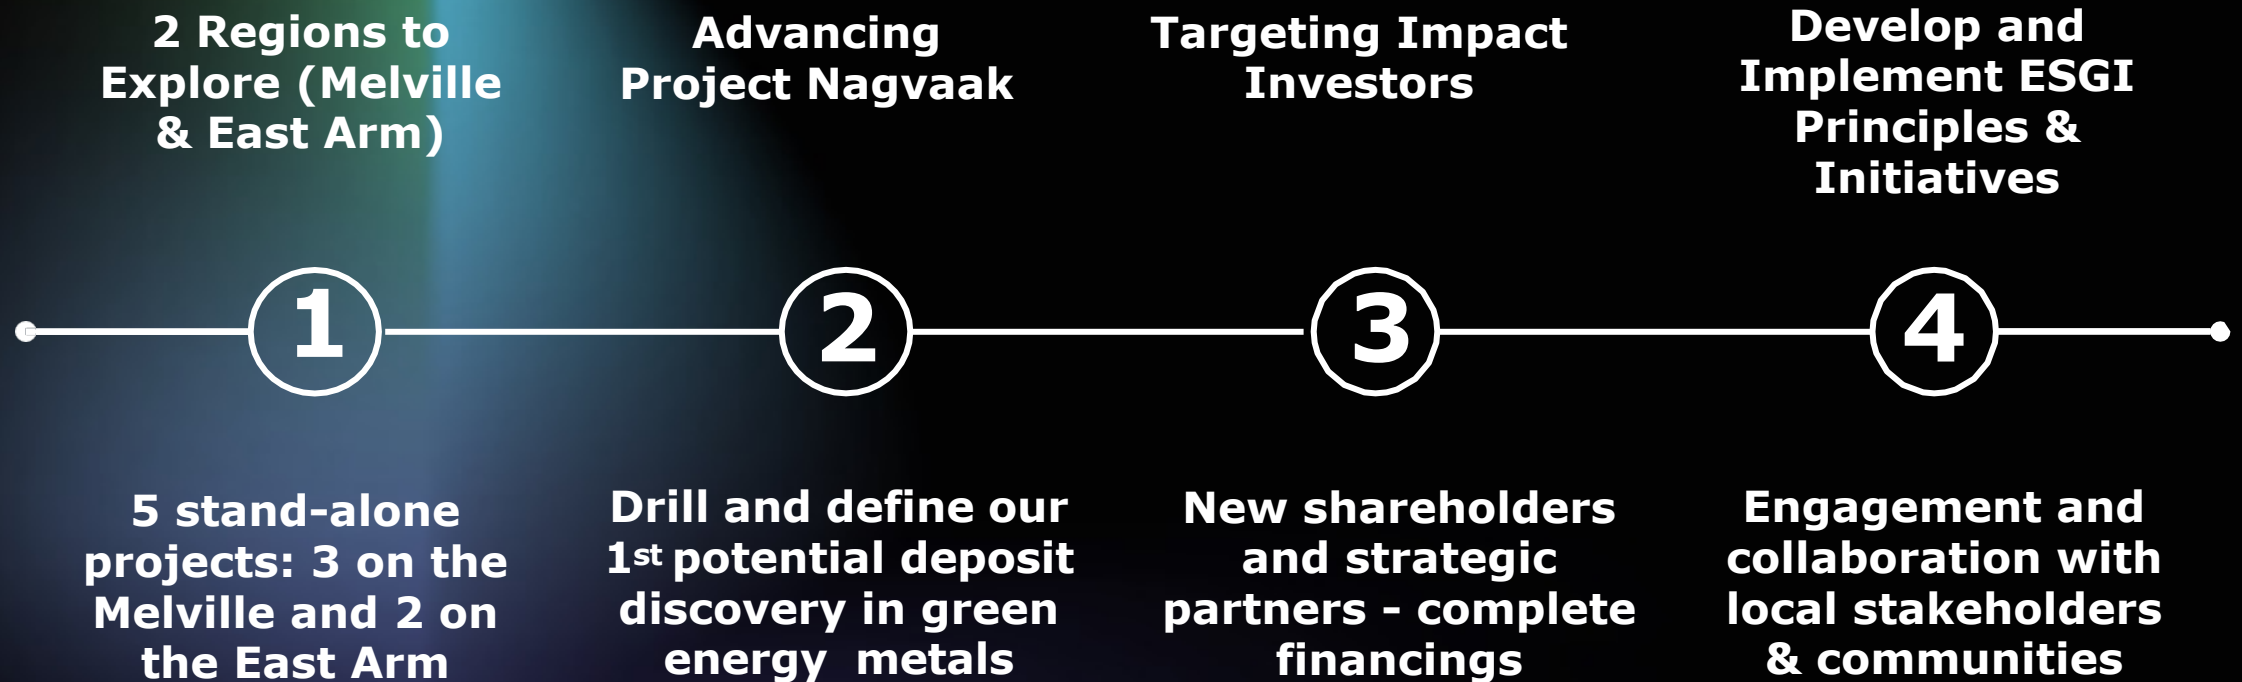 2 Regions to
Explore (Melville
& East Arm)
Advancing
Project Nagvaak
Targeting Impact
Investors
Develop and
Implement ESGI
Principles &
Initiatives
1
2
3
4
5 stand-alone
projects: 3 on the
Melville and 2 on
the East Arm
Drill and define our
1st potential deposit
discovery in green
energy  metals
New shareholders
and strategic
partners - complete
financings
Engagement and
collaboration with
local stakeholders
& communities